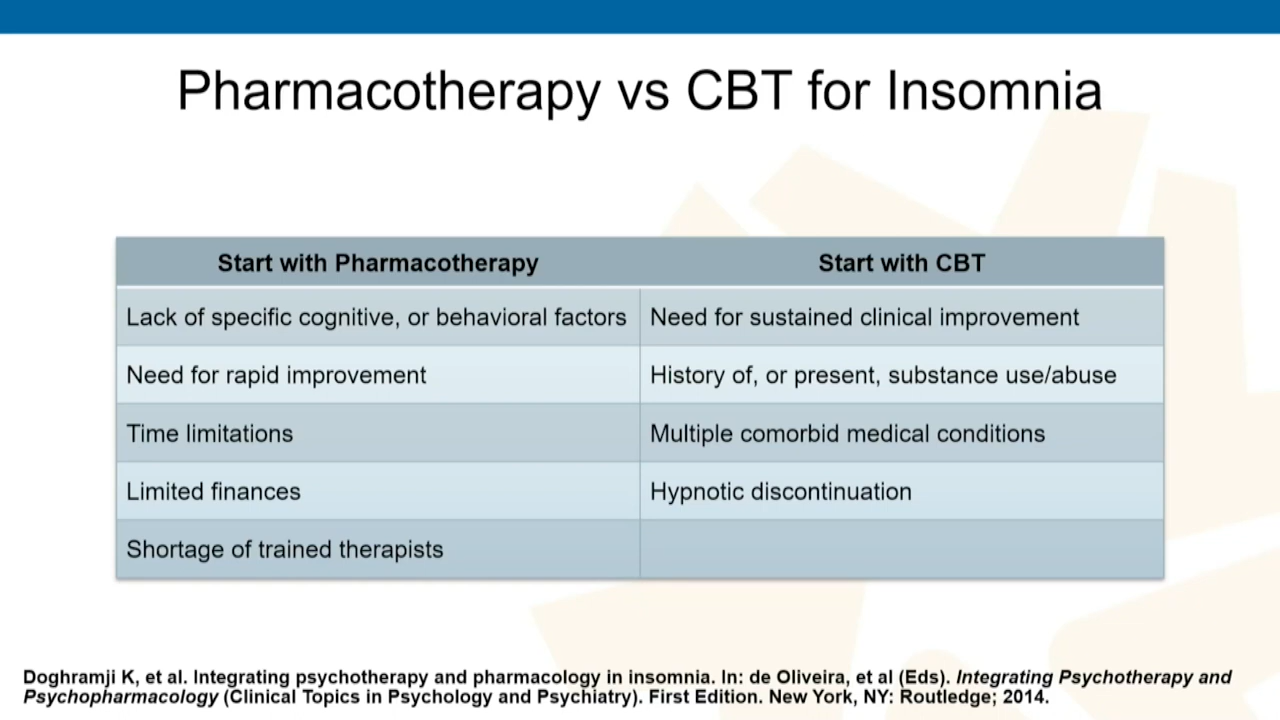 Pharmacotherapy vs CBT for Insomnia
Start with Pharmacotherapy
Start with CBT
Lack of specific cognitive, or behavioral factors
Need for sustained clinical improvement
Need for rapid improvement
History of, or present, substance use/abuse
Time limitations
Multiple comorbid medical conditions
Limited finances
Hypnotic discontinuation
Shortage of trained therapists
Doghramji K, et al. Integrating psychotherapy and pharmacology in insomnia. In: de Oliveira, et al (Eds). Integrating Psychotherapy and
Psychopharmacology (Clinical Topics in Psychology and Psychiatry). First Edition. New York, NY: Routledge; 2014.